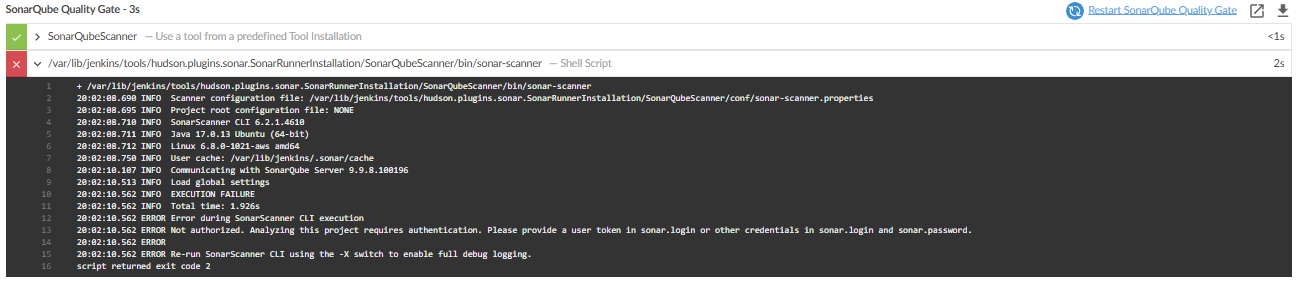 SonarQube Quality Gate - 3s
Restart SonarQube Quality Gate
SonarQubeScanner — Use a tool from a predefined Tool Installation <1s
/var/lib/jenkins/tools/hudson.plugins.sonar.SonarRunnerInstallation/SonarQubeScanner/bin/sonar-scanner — Shell Script 2s
1 + /var/lib/jenkins/tools/hudson.plugins.sonar.SonarRunnerInstallation/SonarQubeScanner/bin/sonar-scanner
2 20:02:08.690 INFO Scanner configuration file: /var/lib/jenkins/tools/hudson.plugins.sonar.SonarRunnerInstallation/SonarQubeScanner/conf/sonar-scanner.properties
3 20:02:08.695 INFO Project root configuration file: NONE
4 20:02:08.710 INFO SonarScanner CLI 6.2.1.4610
5 20:02:08.711 INFO Java 17.0.13 Ubuntu (64-bit)
6 20:02:08.712 INFO Linux 6.8.0-1021-aws amd64
7 20:02:08.750 INFO User cache: /var/lib/jenkins/.sonar/cache
8 20:02:10.107 INFO Communicating with SonarQube Server 9.9.8.100196
9 20:02:10.513 INFO Load global settings
10 20:02:10.562 INFO EXECUTION FAILURE
11 20:02:10.562 INFO Total time: 1.926s
12 20:02:10.562 ERROR Error during SonarScanner CLI execution
13 20:02:10.562 ERROR Not authorized. Analyzing this project requires authentication. Please provide a user token in sonar.login or other credentials in sonar.login and sonar.password.
14 20:02:10.562 ERROR
15 20:02:10.562 ERROR Re-run SonarScanner CLI using the -X switch to enable full debug logging.
16 script returned exit code 2